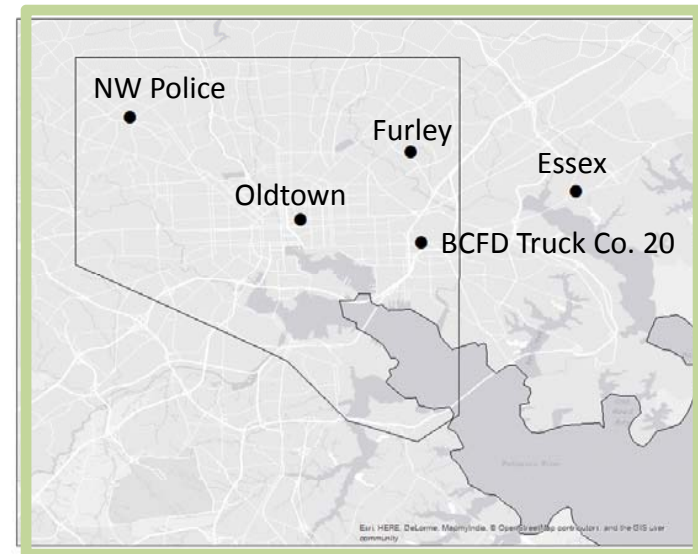 NW Police
Furley
Essex
Oldtown
BCFD Truck Co. 20
Esri, HERE, DeLorme, MapmyIndia, © OpenStreetMap contributors, and the GIS user
community